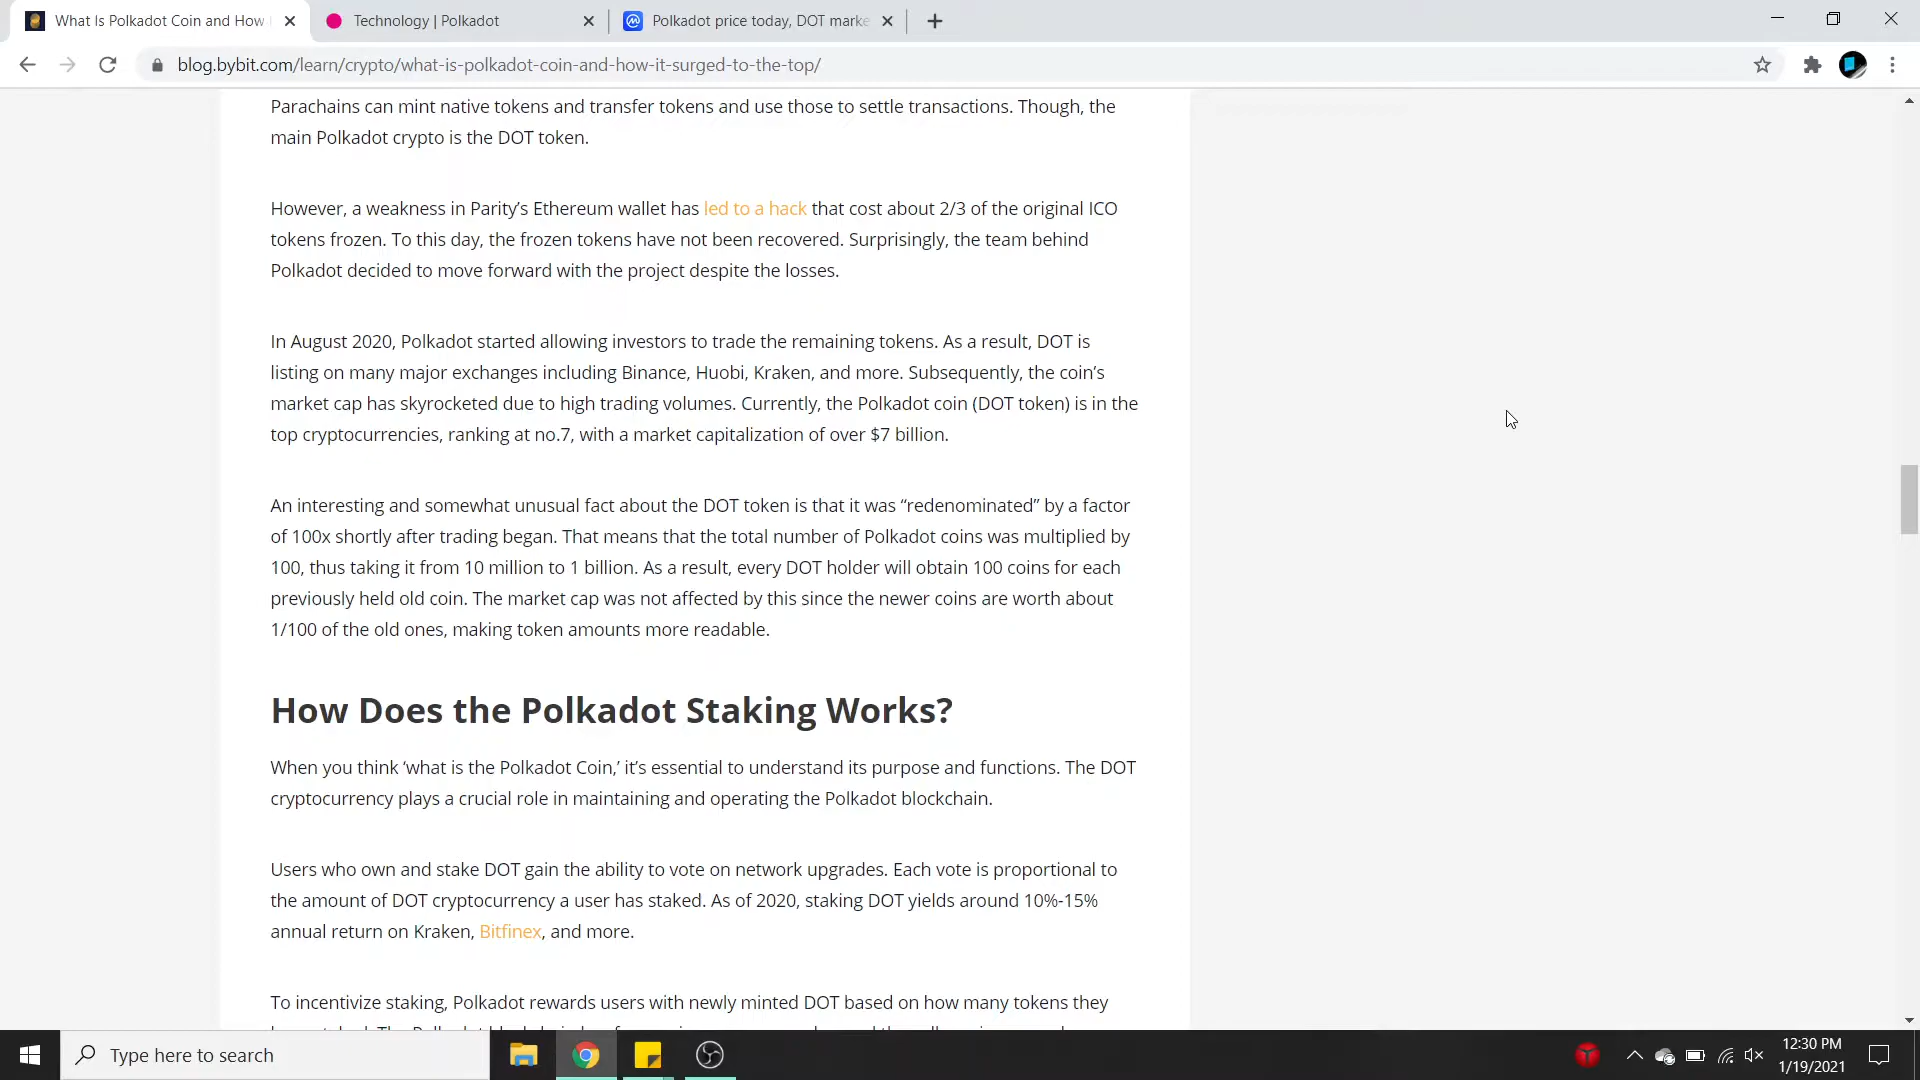 What Is Polkadot Coin and How
Technology | Polkadot
Polkadot price today, DOT marke
blog.bybit.com/learn/crypto/what-is-polkadot-coin-and-how-it-surged-to-the-top/
Parachains can mint native tokens and transfer tokens and use those to settle transactions. Though, the
main Polkadot crypto is the DOT token.
However, a weakness in Parity’s Ethereum wallet has led to a hack that cost about 2/3 of the original ICO
tokens frozen. To this day, the frozen tokens have not been recovered. Surprisingly, the team behind
Polkadot decided to move forward with the project despite the losses.
In August 2020, Polkadot started allowing investors to trade the remaining tokens. As a result, DOT is
listing on many major exchanges including Binance, Huobi, Kraken, and more. Subsequently, the coin’s
market cap has skyrocketed due to high trading volumes. Currently, the Polkadot coin (DOT token) is in the
top cryptocurrencies, ranking at no.7, with a market capitalization of over $7 billion.
An interesting and somewhat unusual fact about the DOT token is that it was “redenominated” by a factor
of 100x shortly after trading began. That means that the total number of Polkadot coins was multiplied by
100, thus taking it from 10 million to 1 billion. As a result, every DOT holder will obtain 100 coins for each
previously held old coin. The market cap was not affected by this since the newer coins are worth about
1/100 of the old ones, making token amounts more readable.
How Does the Polkadot Staking Works?
When you think ‘what is the Polkadot Coin,’ it’s essential to understand its purpose and functions. The DOT
cryptocurrency plays a crucial role in maintaining and operating the Polkadot blockchain.
Users who own and stake DOT gain the ability to vote on network upgrades. Each vote is proportional to
the amount of DOT cryptocurrency a user has staked. As of 2020, staking DOT yields around 10%-15%
annual return on Kraken, Bitfinex, and more.
To incentivize staking, Polkadot rewards users with newly minted DOT based on how many tokens they
Type here to search
12:30 PM
1/19/2021